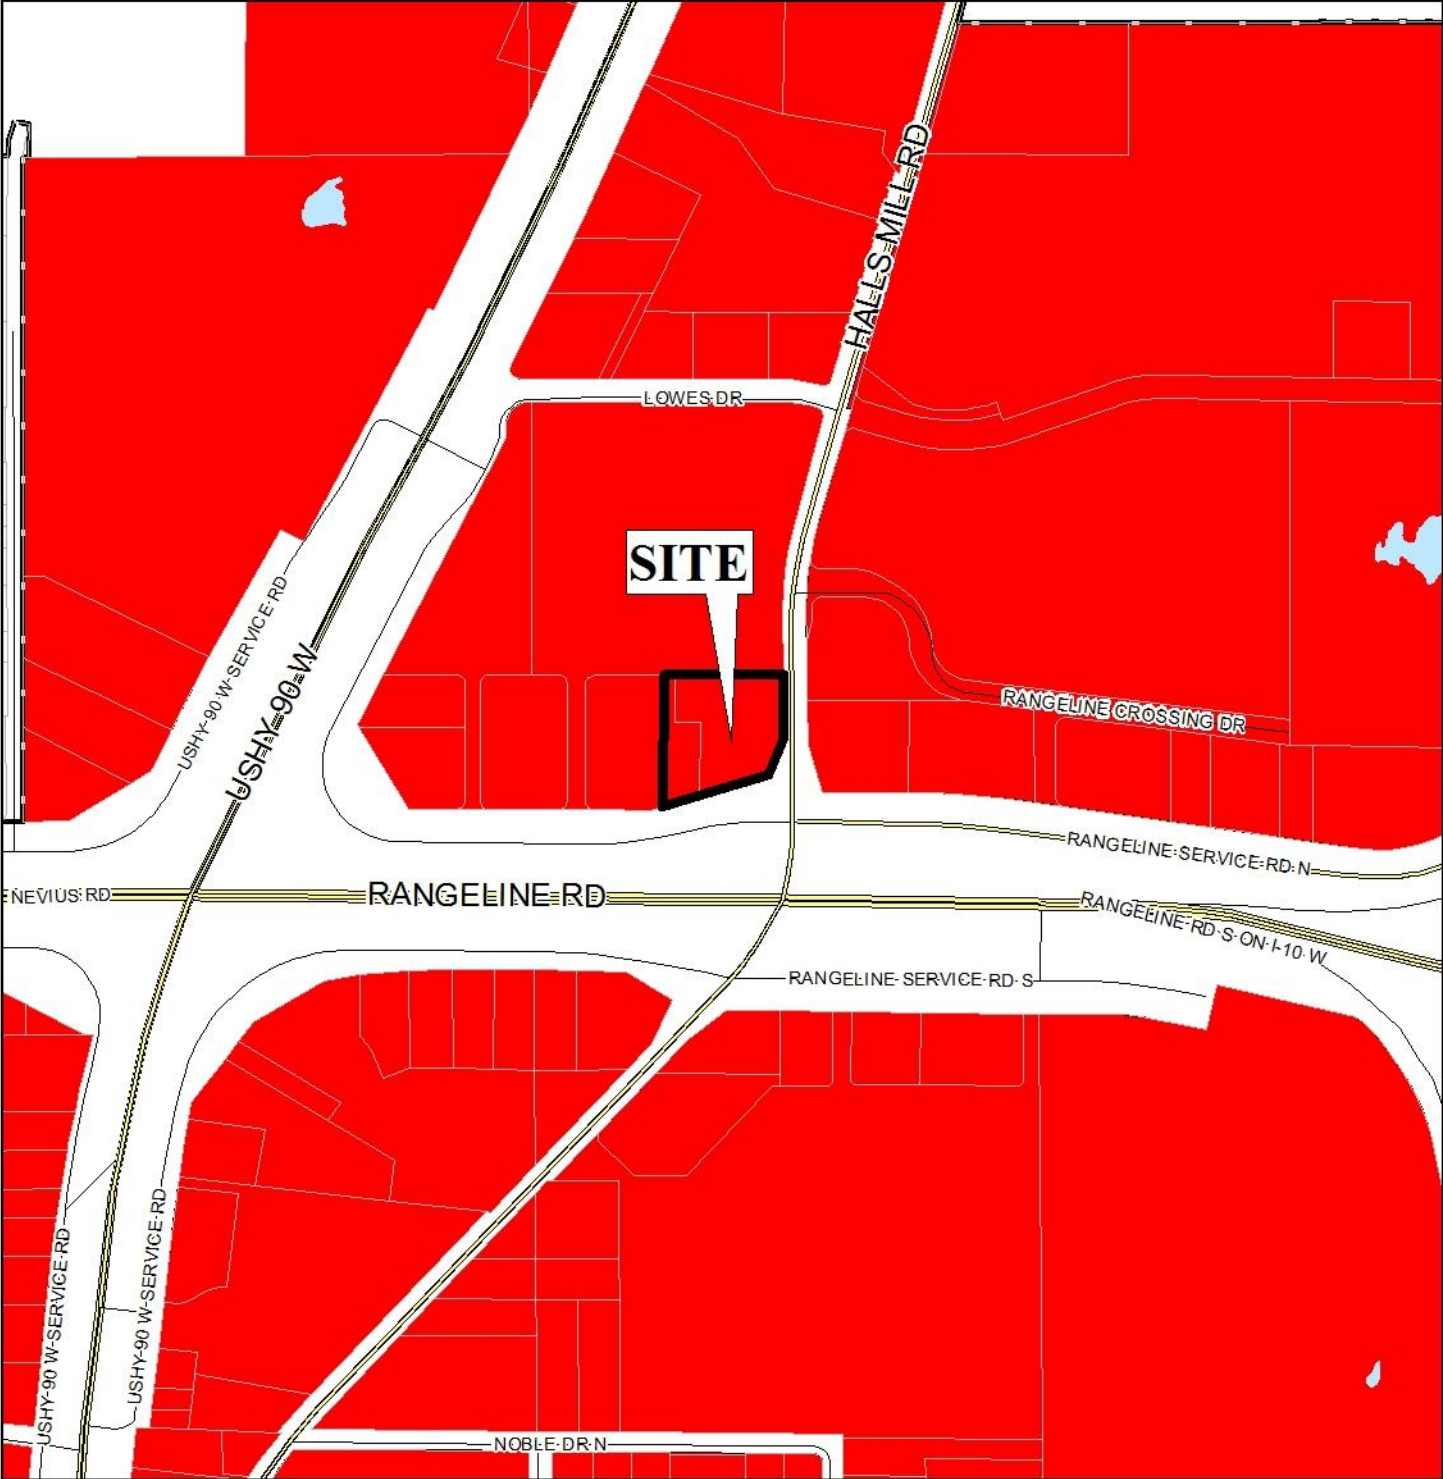 HALLS MILL RD
LOWES DR
SITE
USHY-90 W-SERVICE RD
USHY-90 W
RANGELINE CROSSING DR
RANGELINE SERVICE RD N
NEVIUS RD
RANGELINE RD
RANGELINE RD S ON I-10 W
RANGELINE SERVICE RD S
USHY-90 W-SERVICE RD
USHY-90 W-SERVICE RD
NOBLE DR N